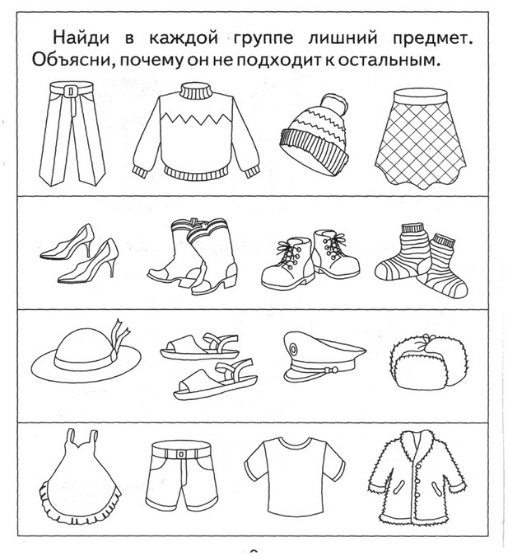 Найди в каждой группе лишний предмет.
Объясни, почему он не подходит к остальным.